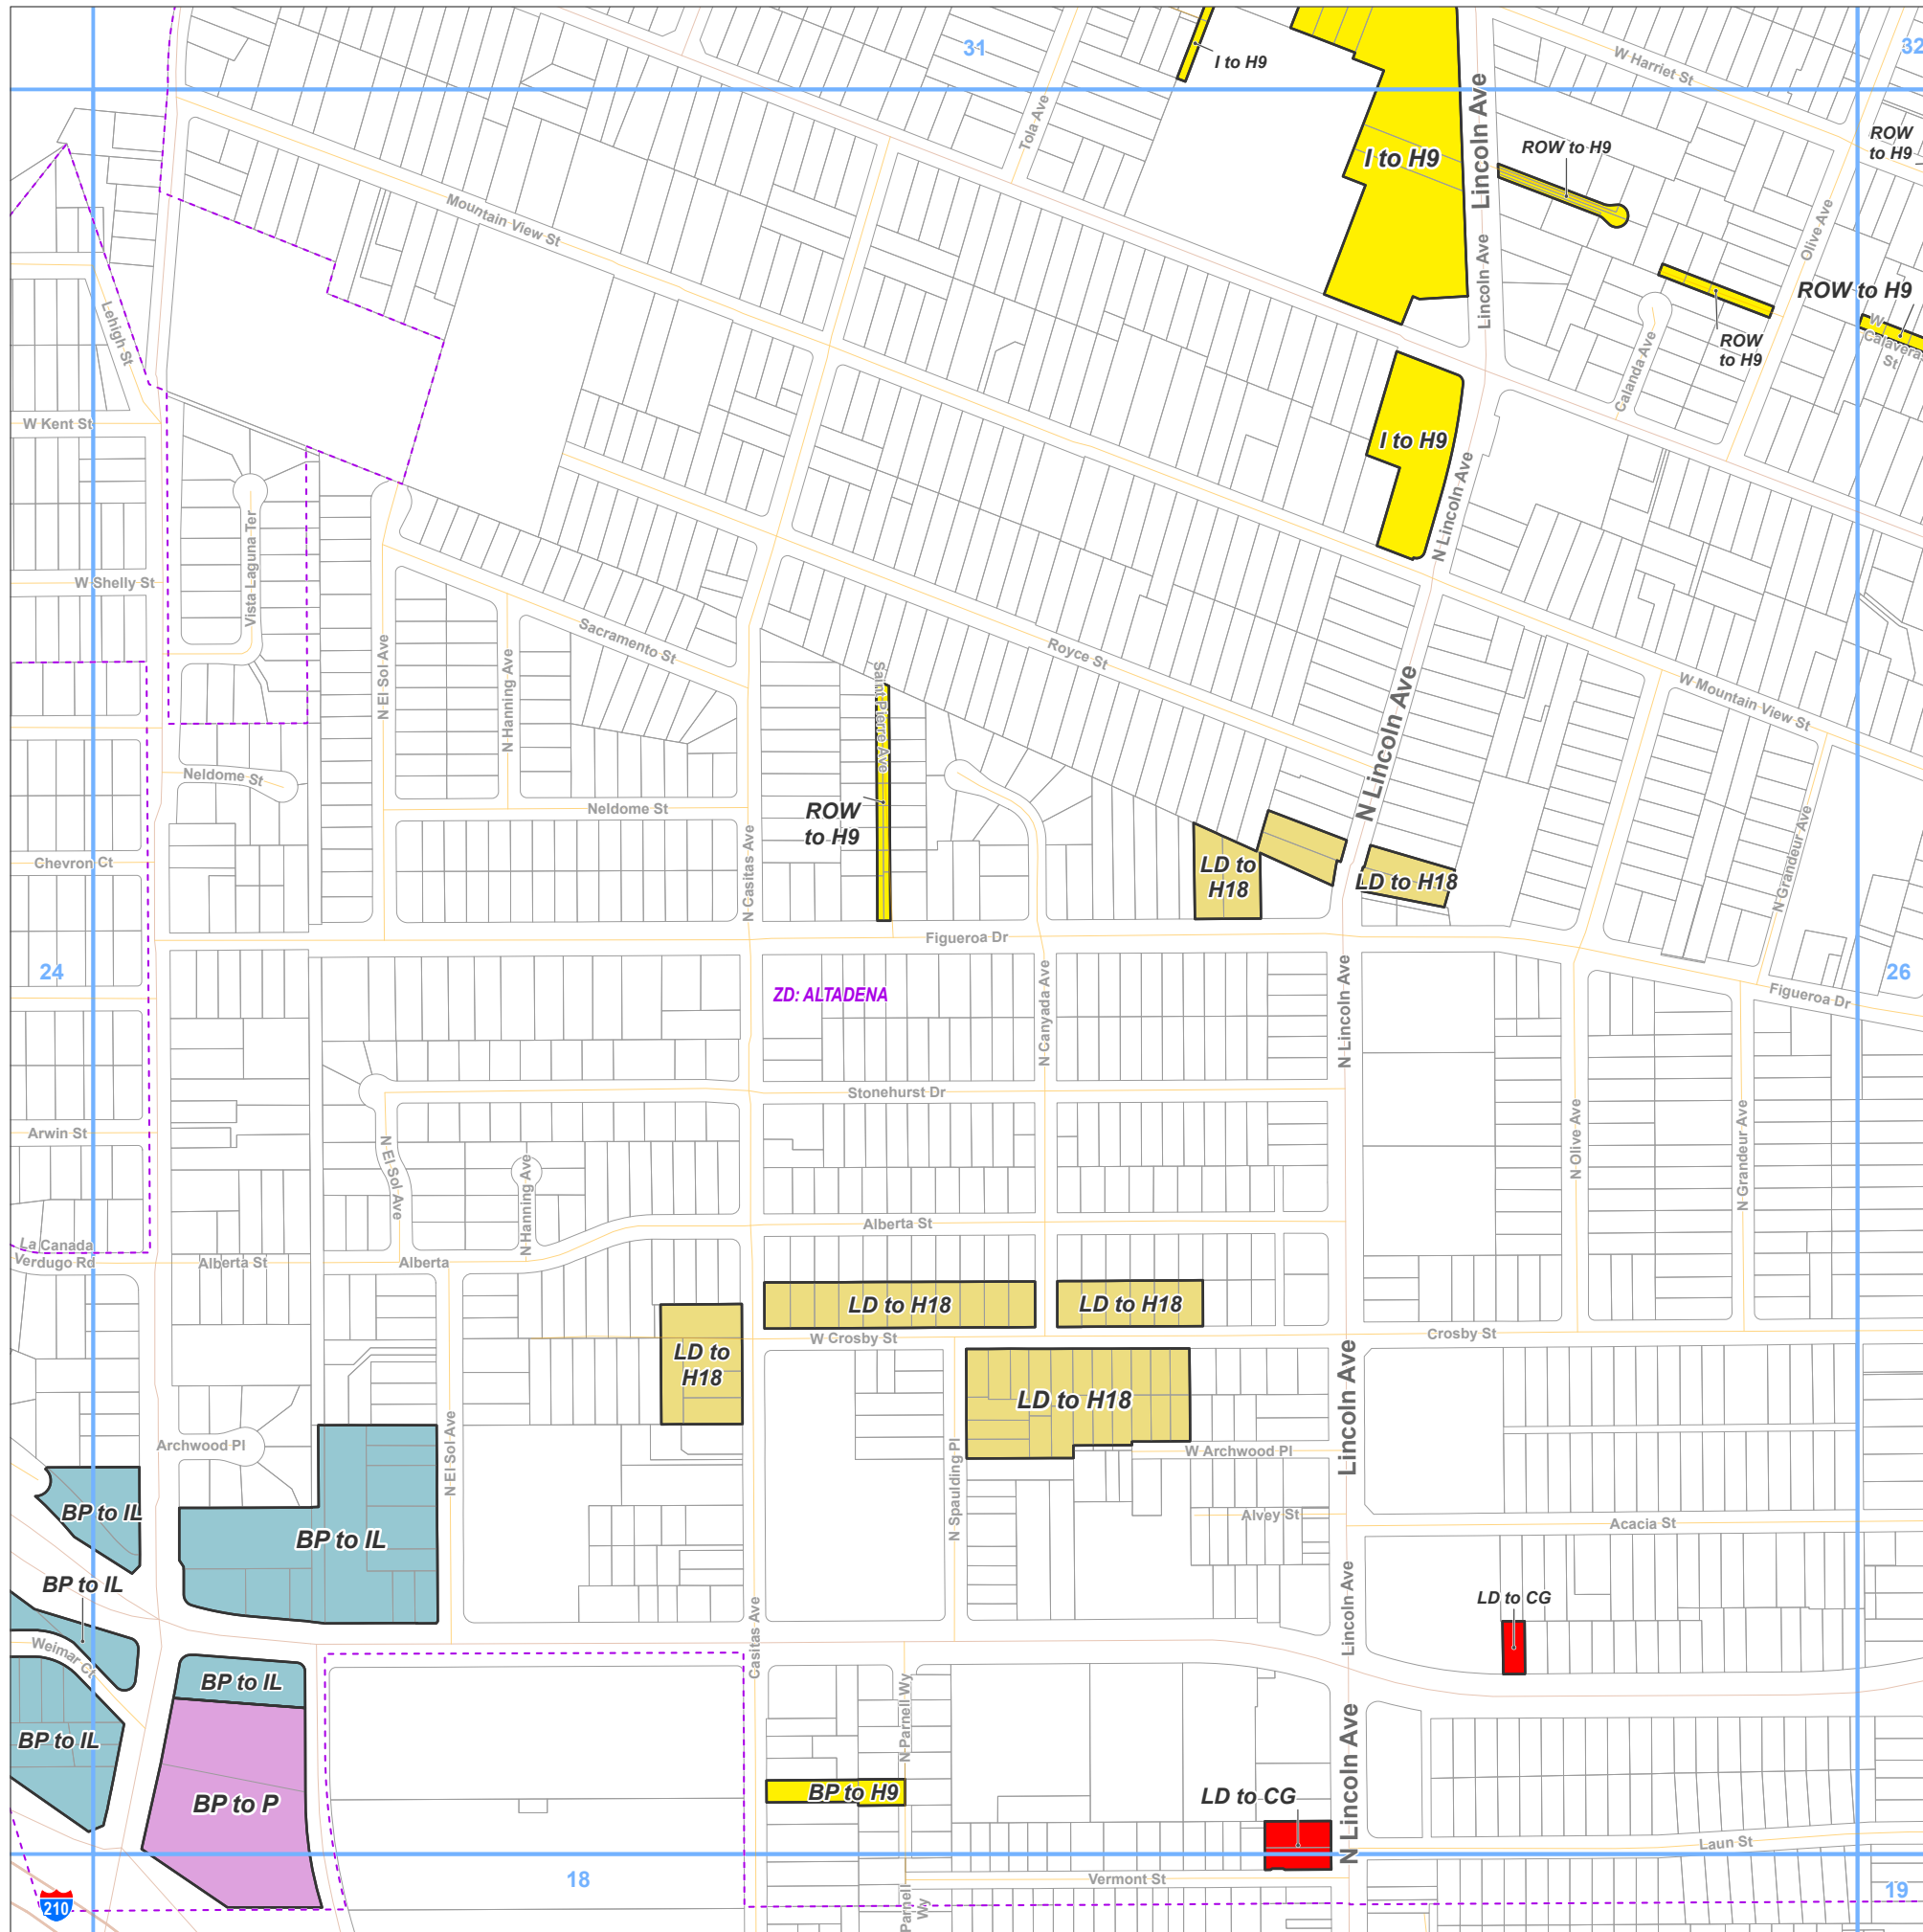 31
32
I to H9
W Harriet St
Tola Ave
Lincoln Ave
I to H9
ROW to H9
ROW
to H9
Mountain View St
Olive Ave
Lincoln Ave
ROW to H9
Lehigh St
ROW
to H9
W
Calaveras
St
Calanda Ave
W Kent St
I to H9
N Lincoln Ave
Vista Laguna Ter
W Shelly St
N El Sol Ave
N Hanning Ave
Sacramento St
Royce St
Saint Pierre Ave
W Mountain View St
N Lincoln Ave
Neldome St
Neldome St
ROW
to H9
N Casitas Ave
Chevron Ct
LD to
H18
LD to H18
N Grandeur Ave
Figueroa Dr
24
ZD: ALTADENA
N Canyada Ave
N Lincoln Ave
26
Figueroa Dr
Stonehurst Dr
Arwin St
N El Sol Ave
N Hanning Ave
N Olive Ave
N Grandeur Ave
Alberta St
La Canada
Verdugo Rd
Alberta St
Alberta
LD to H18
LD to H18
W Crosby St
Crosby St
LD to
H18
LD to H18
Lincoln Ave
Archwood Pl
N El Sol Ave
N Spaulding Pl
W Archwood Pl
BP to IL
BP to IL
Alvey St
Acacia St
BP to IL
Casitas Ave
Lincoln Ave
LD to CG
Weimar Ct
BP to IL
BP to IL
N Parnell Wy
N Lincoln Ave
BP to P
BP to H9
LD to CG
Laun St
18
Vermont St
19
210
Parnell
Wy